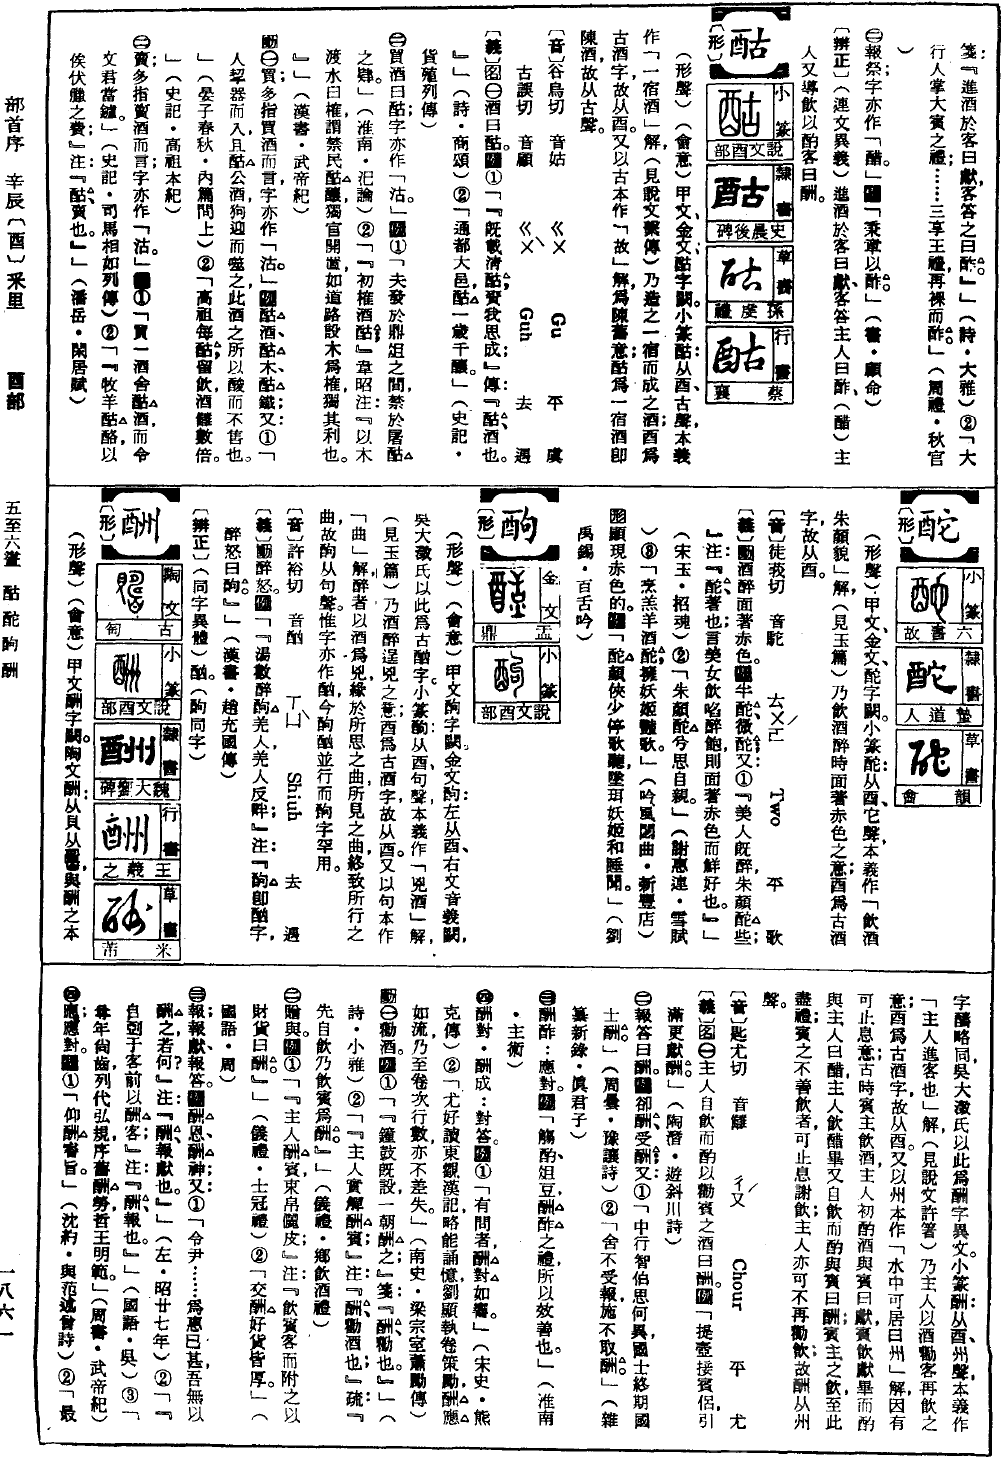 箋『進酒於客曰獻,客答之曰酢。』」(詩・大雅)②「大
行人掌大賓之禮;……三享王禮,再祼而酢。」(周禮・秋官
)
㊁報祭;字亦作「醋」。「秉璋以酢。」(書・顧命)
〔辨正〕(連文異義)進酒於客曰獻,客答主人曰酢(醋)主
人又導飲以酌客曰酬。
酤
〔形〕
小篆
說文酉部
隸書
史晨後碑
草書
孫虔禮
行書
蔡襄
(形聲)(會意)甲文、金文酤字闕。小篆酤:从酉、古聲,本義
作「一宿酒」解(見說文繫傳)乃造之一宿而成之酒;酉爲
古酒字,故从酉。又以古本作「故」解,爲陳舊意,酤爲一宿酒即
陳酒,故从古聲。
〔音〕谷烏切 音姑 ㄍㄨ Gu 平 虞
古誤切 音顧 ㄍㄨˋ Guh 去 遇
〔義〕名㊀酒曰酤。①「『既載清酤,賚我思成。』傳:『酤,酒也。
』」(詩・商頌)②「通都大邑,酤一歲千釀。」(史記・
貨殖列傳)
㊁買酒曰酤;字亦作「沽」。①「夫發於鼎俎之間,禁於屠酤
之肆。」(淮南・汜論)②「『初榷酒酤。』韋昭注:『以木
渡水曰榷;謂禁民酤釀,獨官開置,如道路設木爲榷,獨其利也。
』」(漢書・武帝紀)
動㊀買;多指買酒而言;字亦作「沽」。酤酒、酤木、酤鐵。又:①「
人挈器而入,且酤公酒,狗迎而噬之,此酒之所以酸而不售也。
」(晏子春秋・內篇問上)②「高祖每酤留飲,酒讎數倍。
」(史記・高祖本紀)
㊁賣;多指賣酒而言;字亦作「沽」。①「買一酒舍酤酒,而令
文君當鑪。」(史記・司馬相如列傳)②「『牧羊酤酪,以
俟伏臘之費。』注:『酤,賣也。』」(潘岳・閑居賦)
酡
〔形〕
小篆
六書故
隸書
墊道人
草書
韻會
(形聲)甲文、金文酡字闕。小篆酡:从酉、它聲,本義作「飲酒
朱顏貌」解(見玉篇)乃飲酒醉時面著赤色之意;酉爲古酒
字,故从酉。
〔音〕徒莪切 音駝 ㄊㄨㄛˊ Two 平 歌
〔義〕動酒醉面著赤色。半酡、微酡。又:①『美人既醉,朱顏酡些。
』注:『酡,著也;言美女飲啗醉飽,則面著赤色而鮮好也。』」
(宋玉・招魂)②「朱顏酡兮思自親。」(謝惠連・雪賦
)③「烹羔羊酒酡,擁妖姬豔歌。」(吟風閣曲・新豐店)
形顏現赤色的。「酡顏俠少停歌聽,墜珥妖姬和睡聞。」(劉
禹錫・百舌吟)
酗
〔形〕
金文
盂鼎
小篆
說文酉部
(形聲)(會意)甲文酗字闕。金文酗:左从酉、右文音義闕,
吳大澂氏以此爲古酗字。小篆酗:从酉、句聲,本義作「兇酒」解,
(見玉篇)乃酒醉逞兇之意;酉爲古酒字,故从酉。又以句本作
「曲」解,醉者以酒爲兇,緣於所思之曲,所見之曲,終致所行之
曲,故酗从句聲。惟字亦作酗,今酗酗並行,而酗字罕用。
〔音〕許裕切 音酗 ㄒㄩˋ Shiuh 去 遇
〔義〕動醉怒。「『湯數醉酗羌人,羌人反畔。』注:『酗即酗字,
醉怒曰酗。』」(漢書・趙充國傳)
〔辨正〕(同字異體)酗(酗同字)
酬
〔形〕
陶文
古匋
小篆
說文酉部
隸書
魏大饗碑
行書
王羲之
草書
米芾
(形聲)(會意)甲文酬字闕。陶文酬:从貝、从,與酬之本
字醻略同,吳大澂氏以此爲酬字異文。小篆酬:从酉、州聲,本義作
「主人進客也」解(見說文許著)乃主人以酒勸客再飲之
意;酉爲古酒字,故从酉。又以州本作「水中可居曰州」解,因有
可止息意;古時賓主飲酒,主人初酌酒與賓曰獻,賓飲獻畢而酌
與主人曰醋,主人飲醋畢又自飲而酌與賓曰酬,賓主之飲至此
盡禮,賓之不善飲者可止息謝飲,主人亦可不再勸飲;故酬从州
聲。
〔音〕匙尤切 音讎 ㄔㄡˊ Chour 平 尤
〔義〕名㊀主人自飲而酌以勸賓之酒曰酬。「提壺接賓侶,引
滿更獻酬。」(陶潛・遊斜川詩)
㊁報答曰酬。卻酬、受酬。又:①「中行智伯思何異,國士終期國
士酬。」(周曇・豫讓詩)②「舍不受報,施不取酬。」(雜
纂新錄・真君子)
㊂酬酢:應對。「觴酌俎豆,酬酢之禮,所以效善也。」(淮南
・主術)
㊃酬對・酬成:對答。①「有問者,酬對如響。」(宋史・熊
克傳)②「尤好讀東觀漢記,略能誦憶,劉顯執卷策勵,酬應
如流,乃至卷次行數亦不差失。」(南史・梁宗室蕭勵傳)
動㊀勸酒。①「『鐘鼓既設,一朝酬之。』箋:『酬,勸也。』」(
詩・小雅)②「『主人實觶酬賓。』注:『酬,勸酒也。』疏:『
先自飲乃飲賓爲酬。』」(儀禮・鄉飲酒禮)
㊁贈與。①「『主人酬賓,束帛儷皮。』注:『飲賓客而附之以
財貨曰酬。』」(儀禮・士冠禮)②「交酬好貨皆厚。」(
國語・周)
㊂報;報獻,報答。酬恩、酬神。又:①「令尹……爲惠已甚,吾無以
酬之,若何?』注:『酬,報獻也。』」(左・昭廿七年)②「『
自到于客前以酬客。』注:『酬,報也。』」(國語・吳)③「
每年尚齒,列代弘規;序舊酬勞,哲王明範。」(周書・武帝紀)
㊃應;應對。①「仰酬睿旨。」(沈約・與范述曾詩)②「最
部首序 辛辰〔酉〕釆里 酉部 五至六畫 酤酡酗酬 一八六一